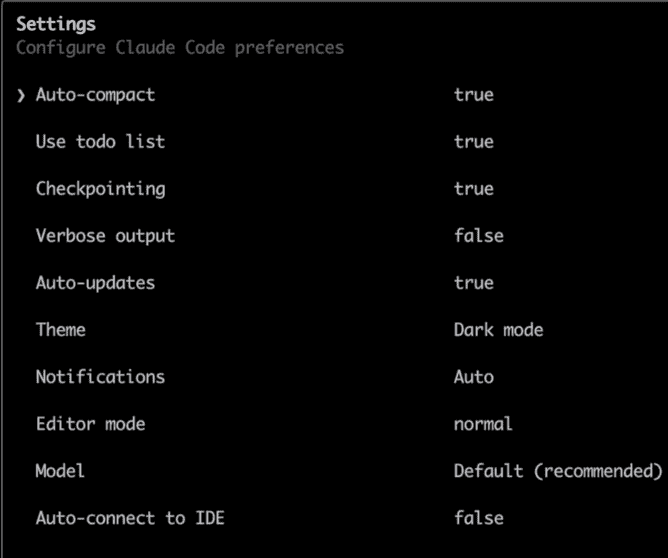 Settings
Configure Claude Code preferences
❯ Auto-compact true
Use todo list true
Checkpointing true
Verbose output false
Auto-updates true
Theme Dark mode
Notifications Auto
Editor mode normal
Model Default (recommended)
Auto-connect to IDE false